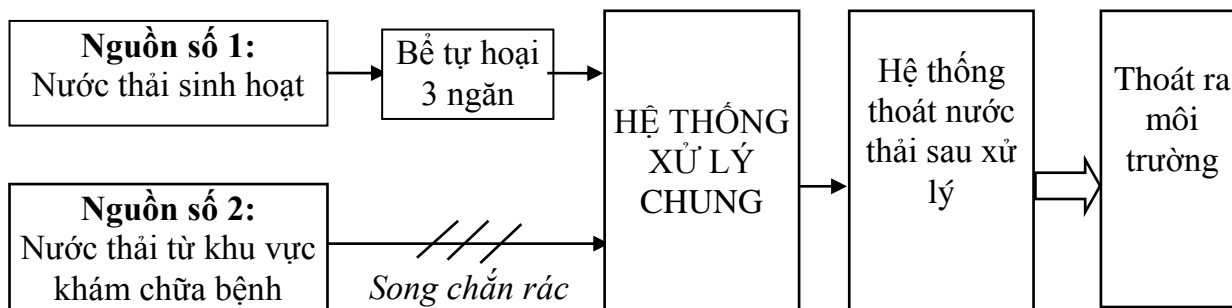 Nguồn số 1:
Nước thải sinh hoạt
Bể tự hoại
3 ngăn
Nguồn số 2:
Nước thải từ khu vực
khám chữa bệnh
Song chắn rác
HỆ THỐNG
XỬ LÝ
CHUNG
Hệ thống
thoát nước
thải sau xử
lý
Thoát ra
môi
trường